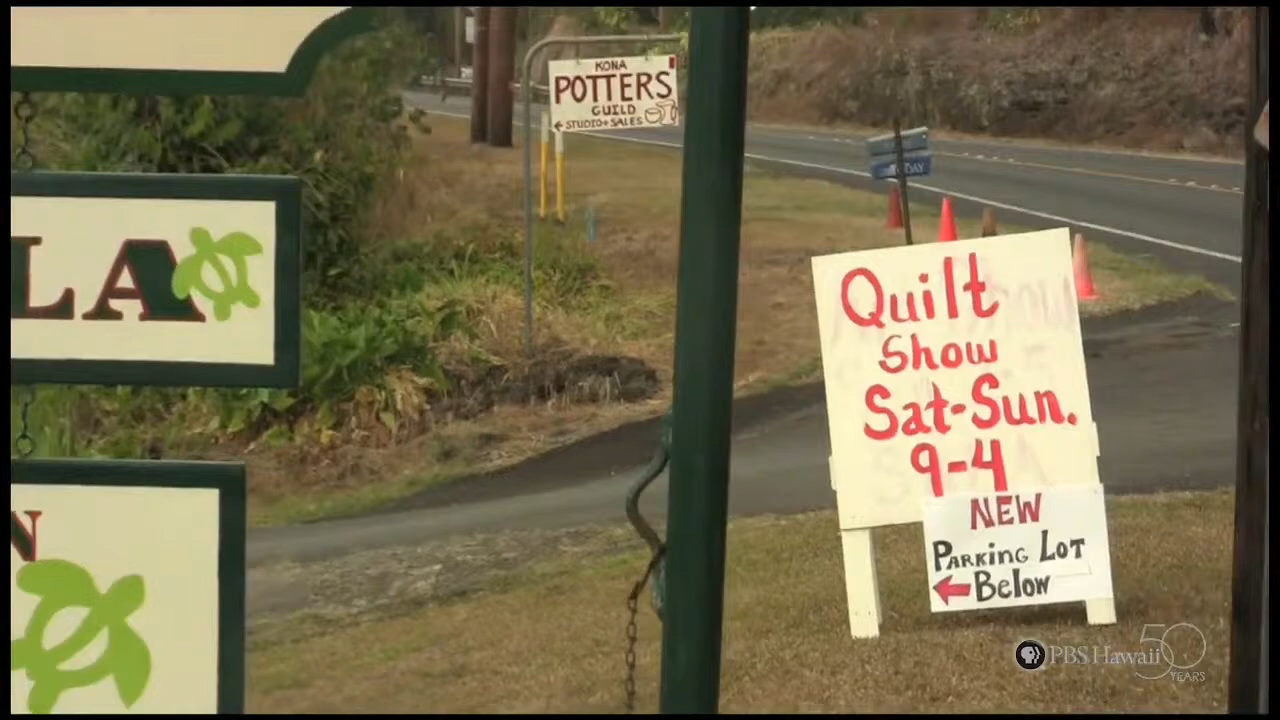 KONA
POTTERS
GUILD
STUDIO+SALES
LA
N
DAY
Quilt
Show
Sat-Sun.
9-4
NEW
Parking Lot
Below
PBS Hawaii
50
YEARS